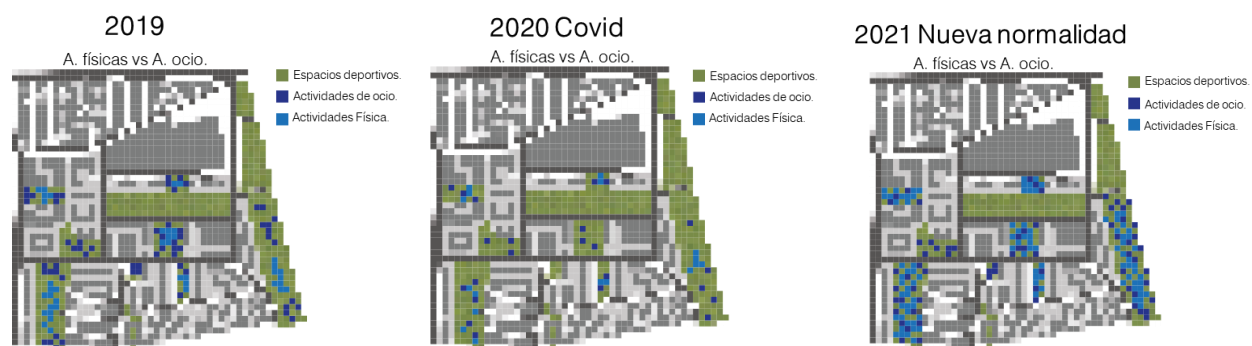 2019
A. físicas vs A. ocio.
Espacios deportivos.
Actividades de ocio.
Actividades Física.
2020 Covid
A. físicas vs A. ocio.
Espacios deportivos.
Actividades de ocio.
Actividades Física.
2021 Nueva normalidad
A. físicas vs A. ocio.
Espacios deportivos.
Actividades de ocio.
Actividades Física.